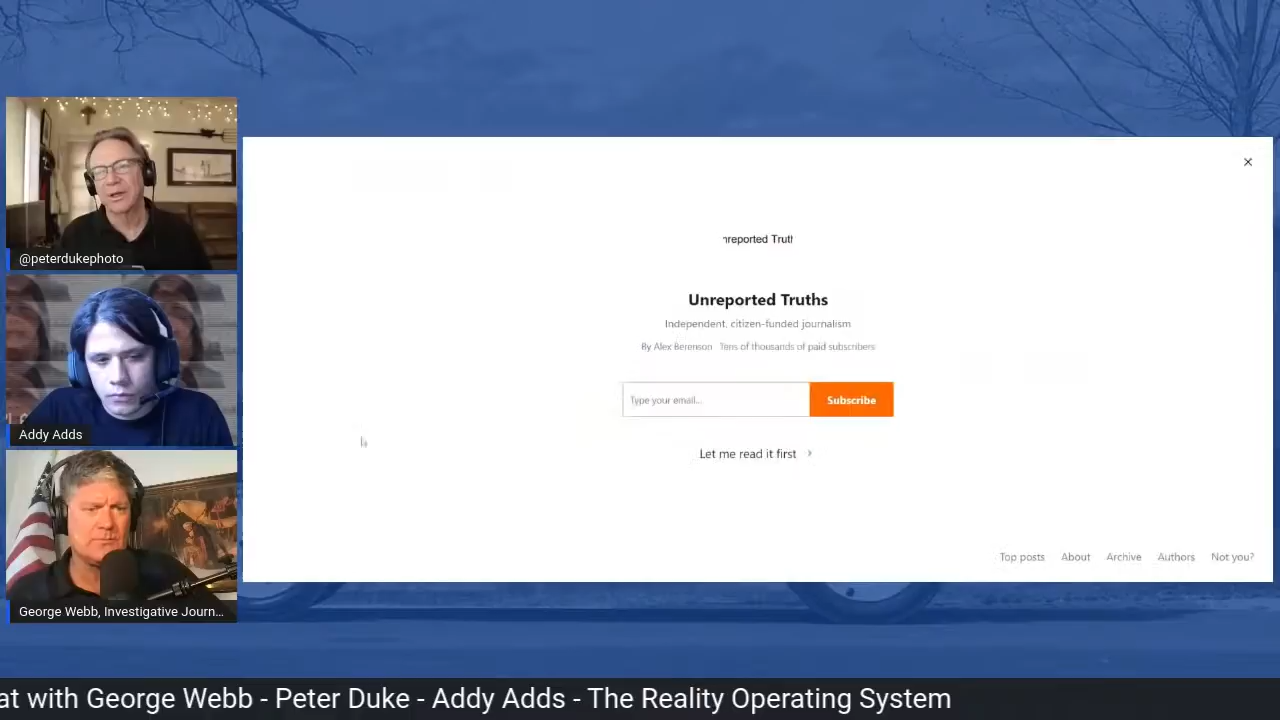 @peterdukephoto
Addy Adds
George Webb, Investigative Journ...
nreported Truth
Unreported Truths
Independent, citizen-funded journalism
By Alex Berenson Tens of thousands of paid subscribers
Type your email...
Subscribe
Let me read it first
Top posts About Archive Authors Not you?
at with George Webb - Peter Duke - Addy Adds - The Reality Operating System